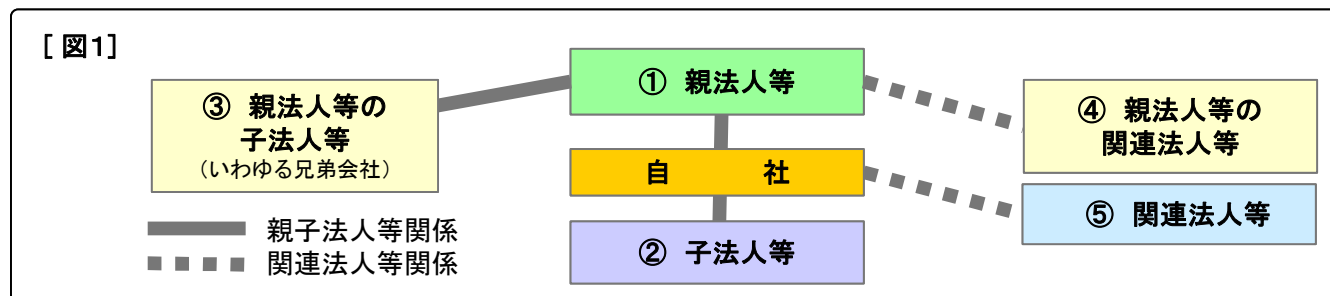 [図1]
① 親法人等
③ 親法人等の
子法人等
（いわゆる兄弟会社）
④ 親法人等の
関連法人等
自　　社
⑤ 関連法人等
② 子法人等
親子法人等関係
関連法人等関係